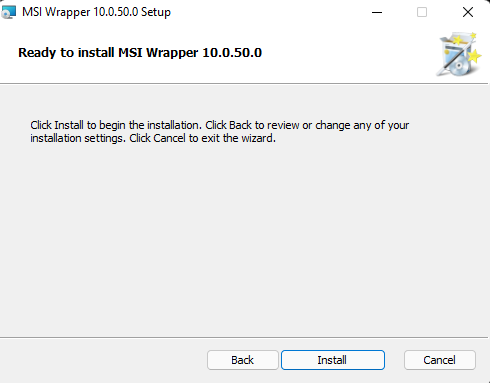 MSI Wrapper 10.0.50.0 Setup
Ready to install MSI Wrapper 10.0.50.0
Click Install to begin the installation. Click Back to review or change any of your
installation settings. Click Cancel to exit the wizard.
Back
Install
Cancel